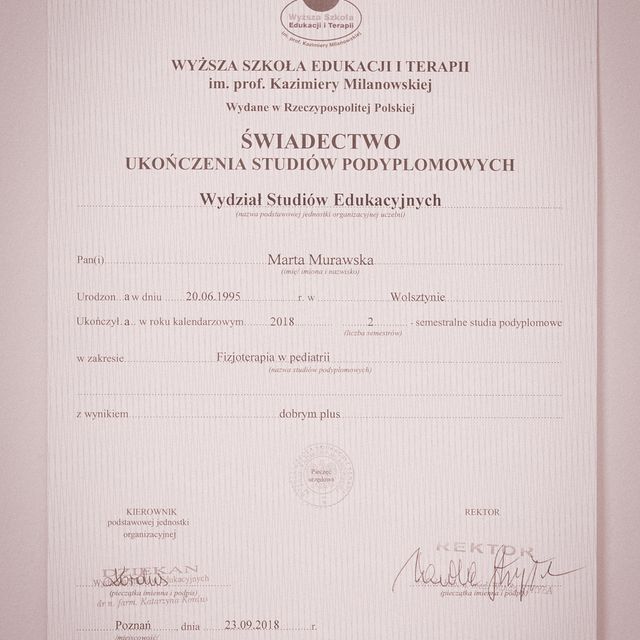 Wyższa Szkoła
Edukacji i Terapii
im. prof. Kazimiery Milanowskiej
WYŻSZA SZKOŁA EDUKACJI I TERAPII
im. prof. Kazimiery Milanowskiej
Wydane w Rzeczypospolitej Polskiej
ŚWIADECTWO
UKOŃCZENIA STUDIÓW PODYPLOMOWYCH
Wydział Studiów Edukacyjnych
(nazwa podstawowej jednostki organizacyjnej uczelni)
Pan(i) Marta Murawska
(imię/ imiona i nazwisko)
Urodzon a w dniu 20.06.1995 r. w Wolsztynie
Ukończył a w roku kalendarzowym 2018 2 - semestralne studia podyplomowe
(liczba semestrów)
w zakresie Fizjoterapia w pediatrii
(nazwa studiów podyplomowych)
z wynikiem dobrym plus
Pieczęć
urzędowa
KIEROWNIK
podstawowej jednostki
organizacyjnej
REKTOR
DZIEKAN
REKTOR
(pieczątka imienna i podpis)
(pieczątka imienna i podpis)
dr n. farm. Katarzyna Koraus
Poznań , dnia 23.09.2018 r.
/miejscowość/